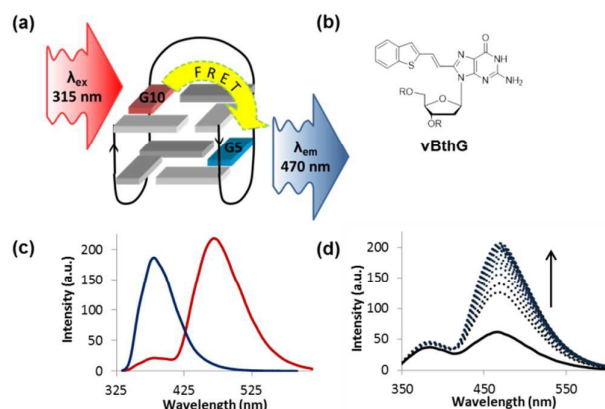 (a)
λex
315 nm
G10
FRET
G5
λem
470 nm
(b)
S
N
N
O
NH
N
NH2
RO
O
OR
vBthG
(c)
Intensity (a.u.)
200
150
100
50
0
325
425
525
Wavelength (nm)
(d)
Intensity (a.u.)
200
150
100
50
0
350
450
550
Wavelength (nm)